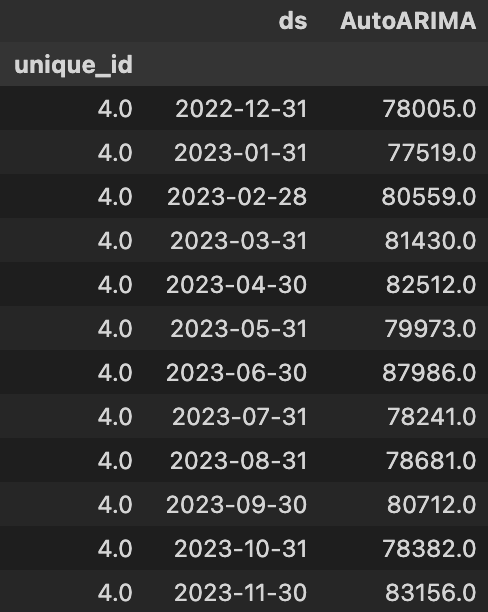 ds AutoARIMA
unique_id
4.0 2022-12-31 78005.0
4.0 2023-01-31 77519.0
4.0 2023-02-28 80559.0
4.0 2023-03-31 81430.0
4.0 2023-04-30 82512.0
4.0 2023-05-31 79973.0
4.0 2023-06-30 87986.0
4.0 2023-07-31 78241.0
4.0 2023-08-31 78681.0
4.0 2023-09-30 80712.0
4.0 2023-10-31 78382.0
4.0 2023-11-30 83156.0